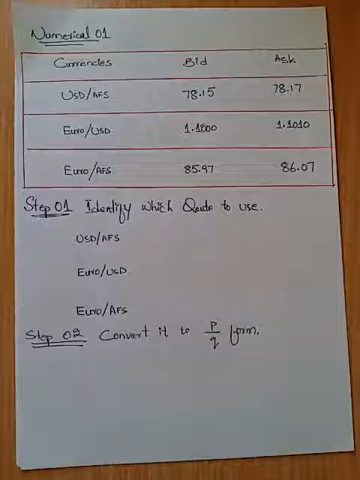 Numerical 01
Currencies Bid Ask
USD/AFS 78.15 78.17
Euro/USD 1.1000 1.1010
Euro/AFS 85.97 86.07
Step 01 Identify which Qoute to use.
USD/AFS
Euro/USD
Euro/AFS
Step 02 Convert it to P/q form.